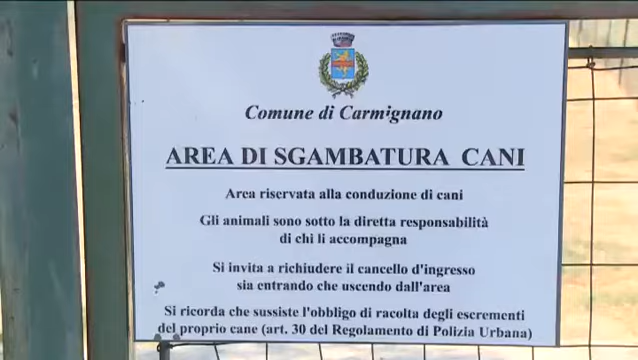 Comune di Carmignano
AREA DI SGAMBATURA CANI
Area riservata alla conduzione di cani
Gli animali sono sotto la diretta responsabilità
di chi li accompagna
Si invita a richiudere il cancello d'ingresso
sia entrando che uscendo dall'area
Si ricorda che sussiste l'obbligo di racolta degli escrementi
del proprio cane (art. 30 del Regolamento di Polizia Urbana)